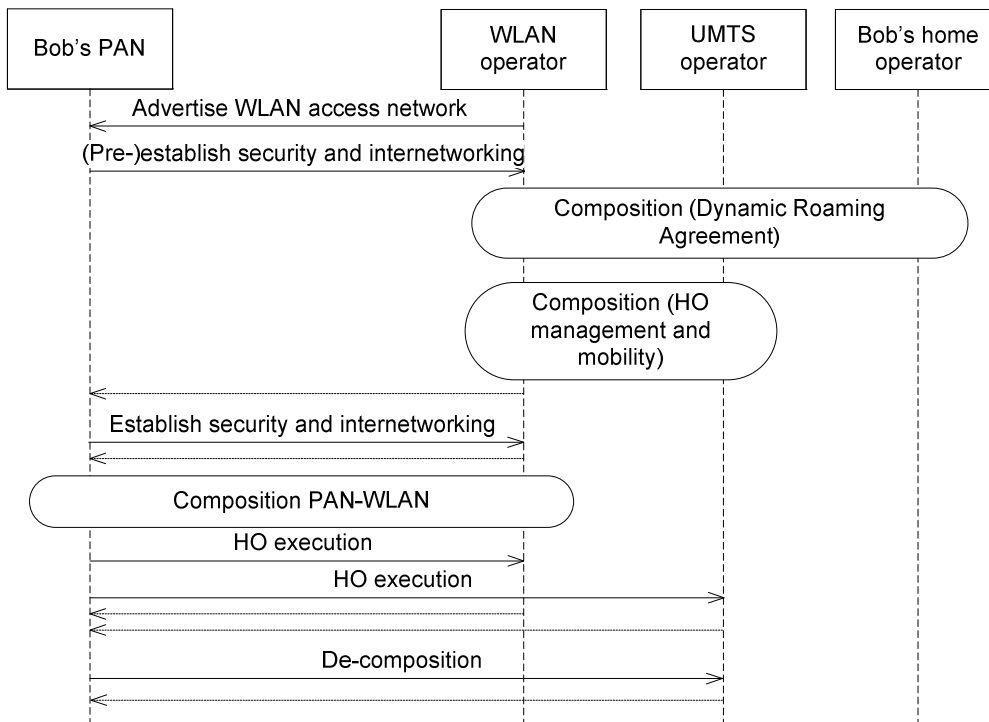 Bob's PAN
WLAN
operator
UMTS
operator
Bob's home
operator
Advertise WLAN access network
(Pre-)establish security and internetworking
Composition (Dynamic Roaming
Agreement)
Composition (HO
management and
mobility)
Establish security and internetworking
Composition PAN-WLAN
HO execution
HO execution
De-composition